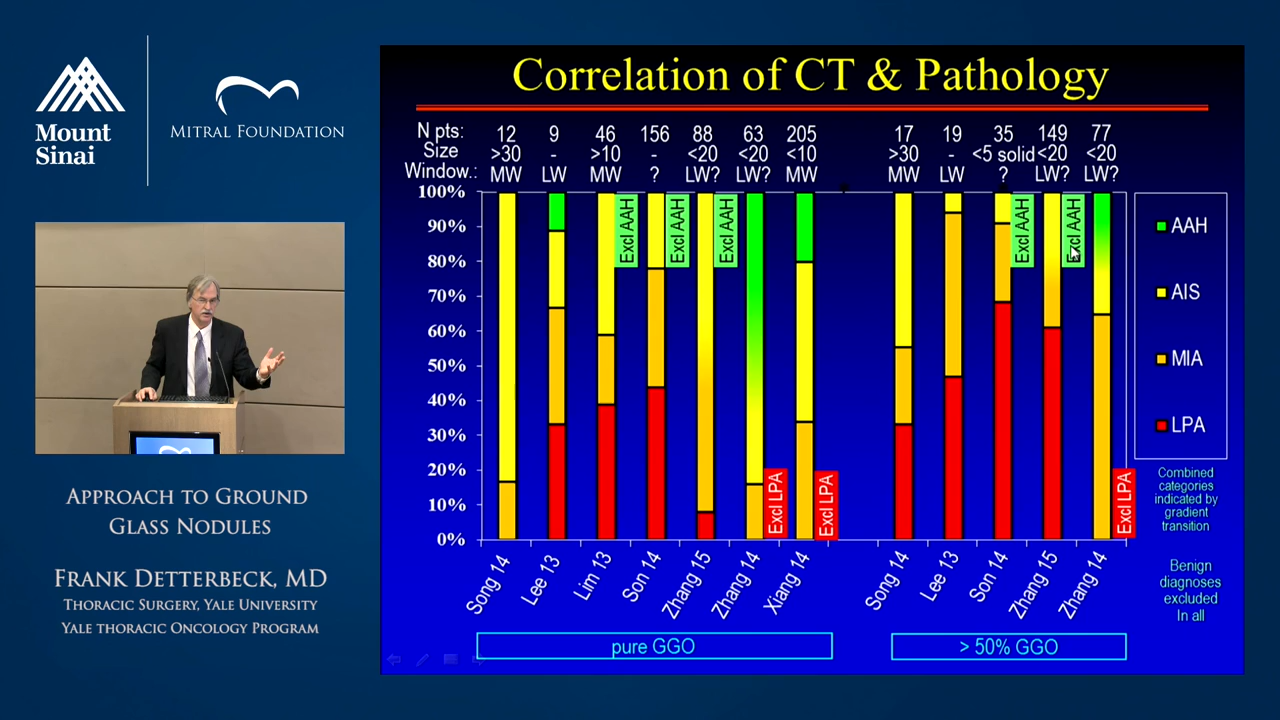 Mount
Sinai
MITRAL FOUNDATION
APPROACH TO GROUND
GLASS NODULES
FRANK DETTERBECK, MD
THORACIC SURGERY, YALE UNIVERSITY
YALE THORACIC ONCOLOGY PROGRAM
Correlation of CT & Pathology
N pts: 12 9 46 156 88 63 205 17 19 35 149 77
Size >30 - >10 - <20 <20 <10 >30 - <5 solid <20 <20
Window.: MW LW MW ? LW? LW? MW MW LW ? LW? LW?
100%
90%
80%
70%
60%
50%
40%
30%
20%
10%
0%
Excl AAH
Excl AAH
Excl AAH
Excl LPA
Excl LPA
Excl AAH
Excl AAH
Excl LPA
Song 14
Lee 13
Lim 13
Son 14
Zhang 15
Zhang 14
Xiang 14
Song 14
Lee 13
Son 14
Zhang 15
Zhang 14
pure GGO
> 50% GGO
AAH
AIS
MIA
LPA
Combined
categories
indicated by
gradient
transition
Benign
diagnoses
excluded
In all